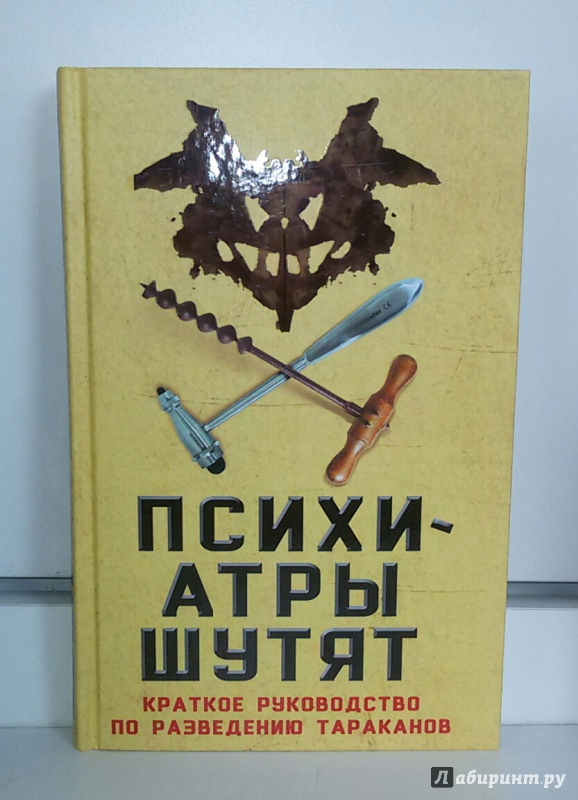 ПСИХИ-
АТРЫ
ШУТЯТ
КРАТКОЕ РУКОВОДСТВО
ПО РАЗВЕДЕНИЮ ТАРАКАНОВ
Лабиринт.ру